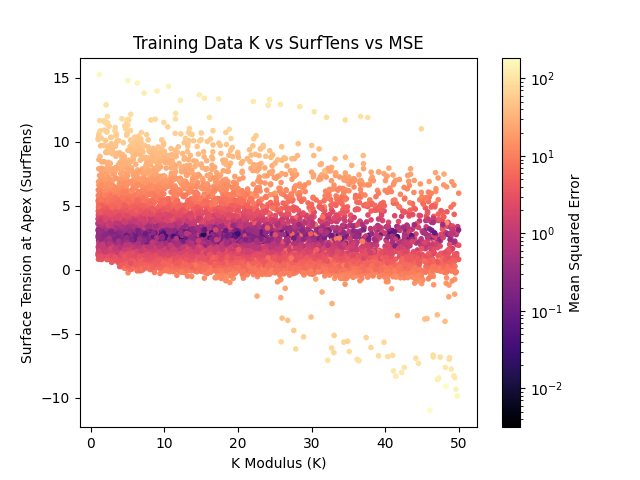 Training Data K vs SurfTens vs MSE
Surface Tension at Apex (SurfTens)
15
10
5
0
−5
−10
0 10 20 30 40 50
K Modulus (K)
10²
10¹
10⁰
10⁻¹
10⁻²
Mean Squared Error